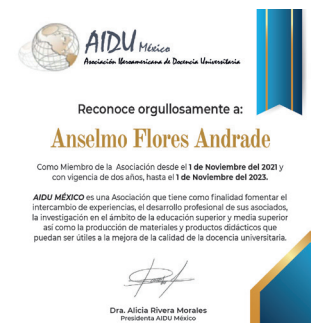 AIDU México
Asociación Iberoamericana de Docencia Universitaria
Reconoce orgullosamente a:
Anselmo Flores Andrade
Como Miembro de la Asociación desde el 1 de Noviembre del 2021 y
con vigencia de dos años, hasta el 1 de Noviembre del 2023.
AIDU MÉXICO es una Asociación que tiene como finalidad fomentar el
intercambio de experiencias, el desarrollo profesional de sus asociados,
la investigación en el ámbito de la educación superior y media superior
así como la producción de materiales y productos didácticos que
puedan ser útiles a la mejora de la calidad de la docencia universitaria.
Dra. Alicia Rivera Morales
Presidenta AIDU México